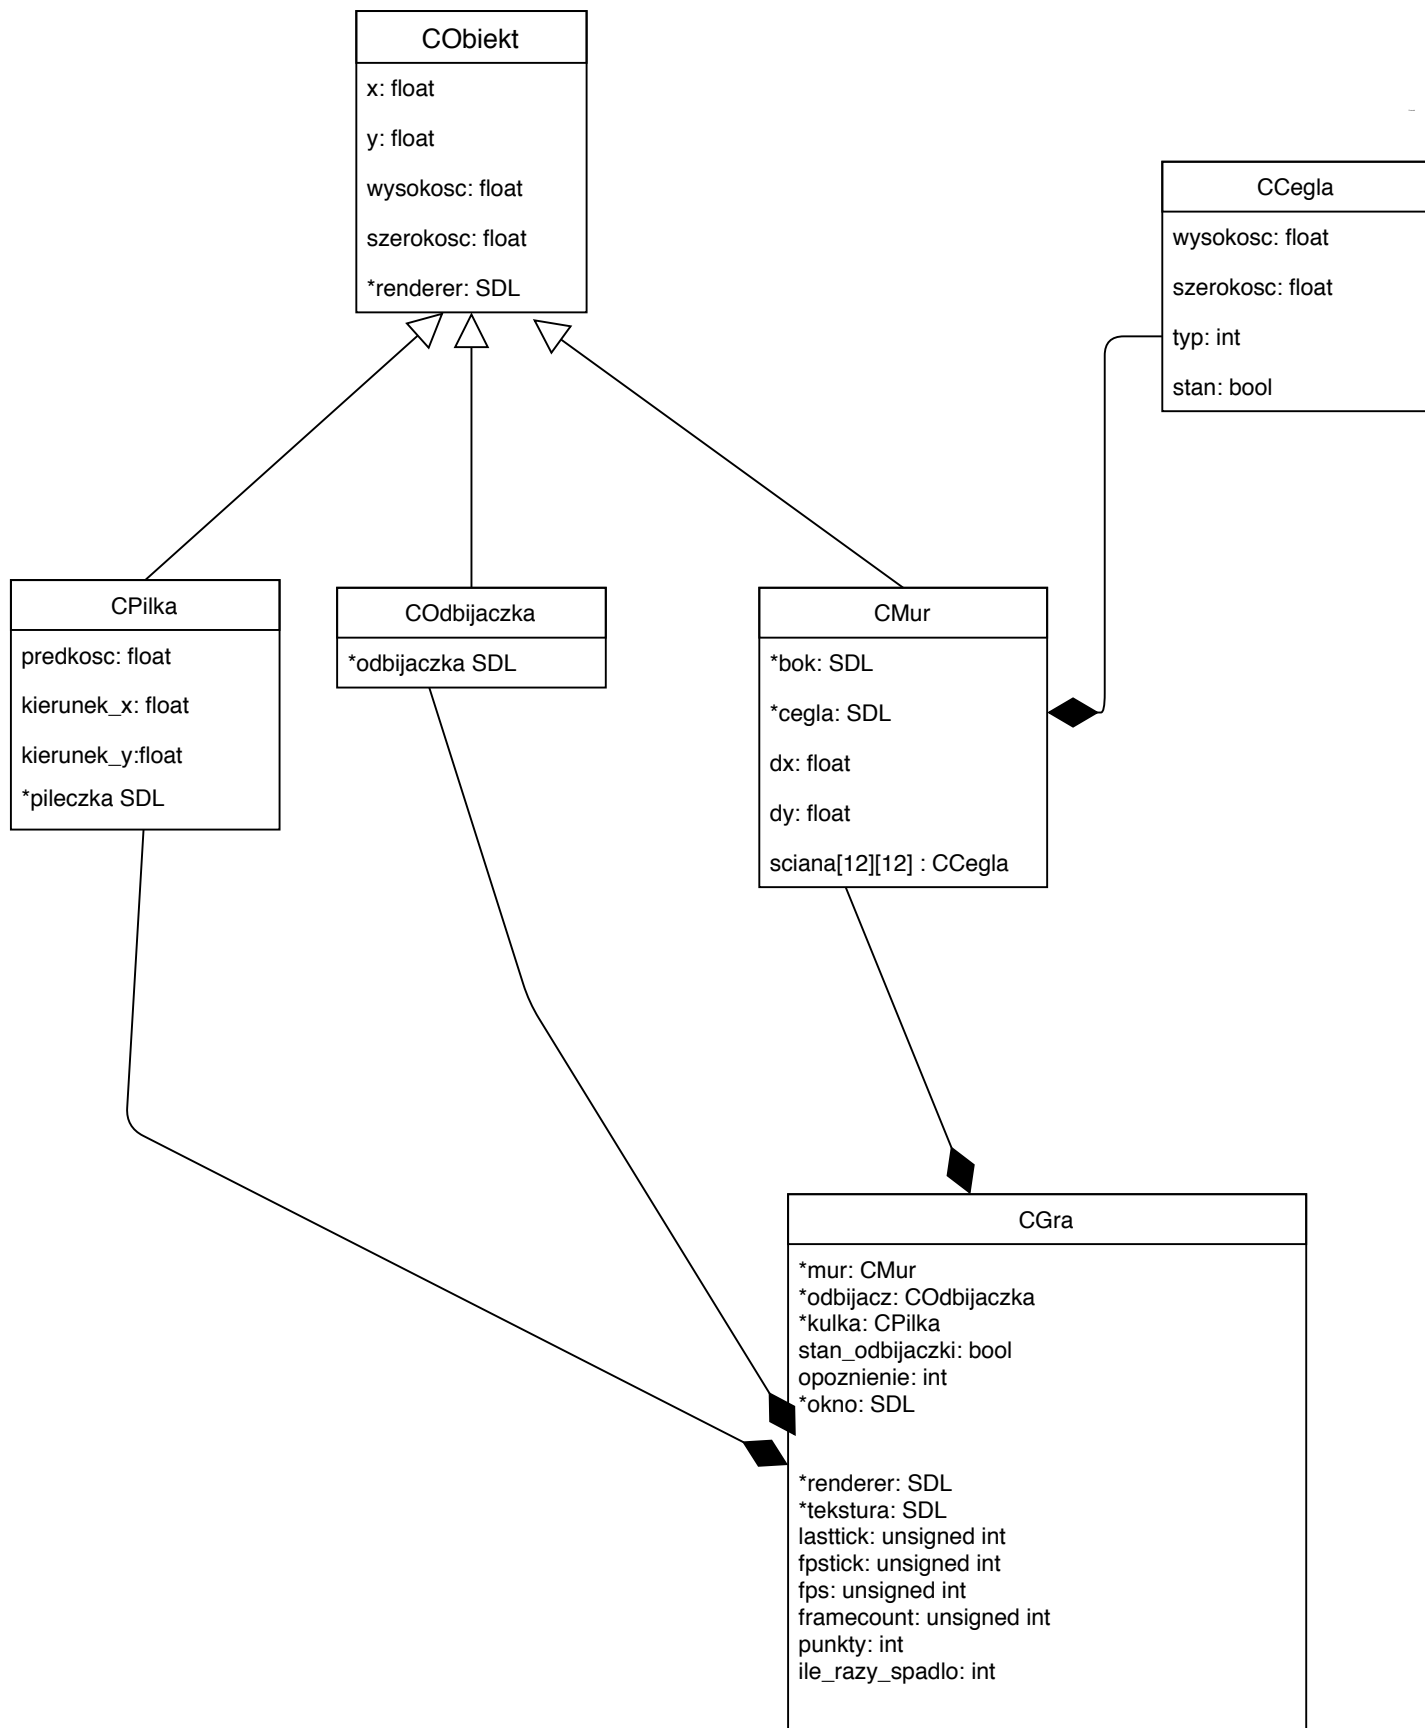 CObiekt
x: float
y: float
wysokosc: float
szerokosc: float
*renderer: SDL
CCegla
wysokosc: float
szerokosc: float
typ: int
stan: bool
CPilka
predkosc: float
kierunek_x: float
kierunek_y:float
*pileczka SDL
COdbijaczka
*odbijaczka SDL
CMur
*bok: SDL
*cegla: SDL
dx: float
dy: float
sciana[12][12] : CCegla
CGra
*mur: CMur
*odbijacz: COdbijaczka
*kulka: CPilka
stan_odbijaczki: bool
opoznienie: int
*okno: SDL
*renderer: SDL
*tekstura: SDL
lasttick: unsigned int
fpstick: unsigned int
fps: unsigned int
framecount: unsigned int
punkty: int
ile_razy_spadlo: int